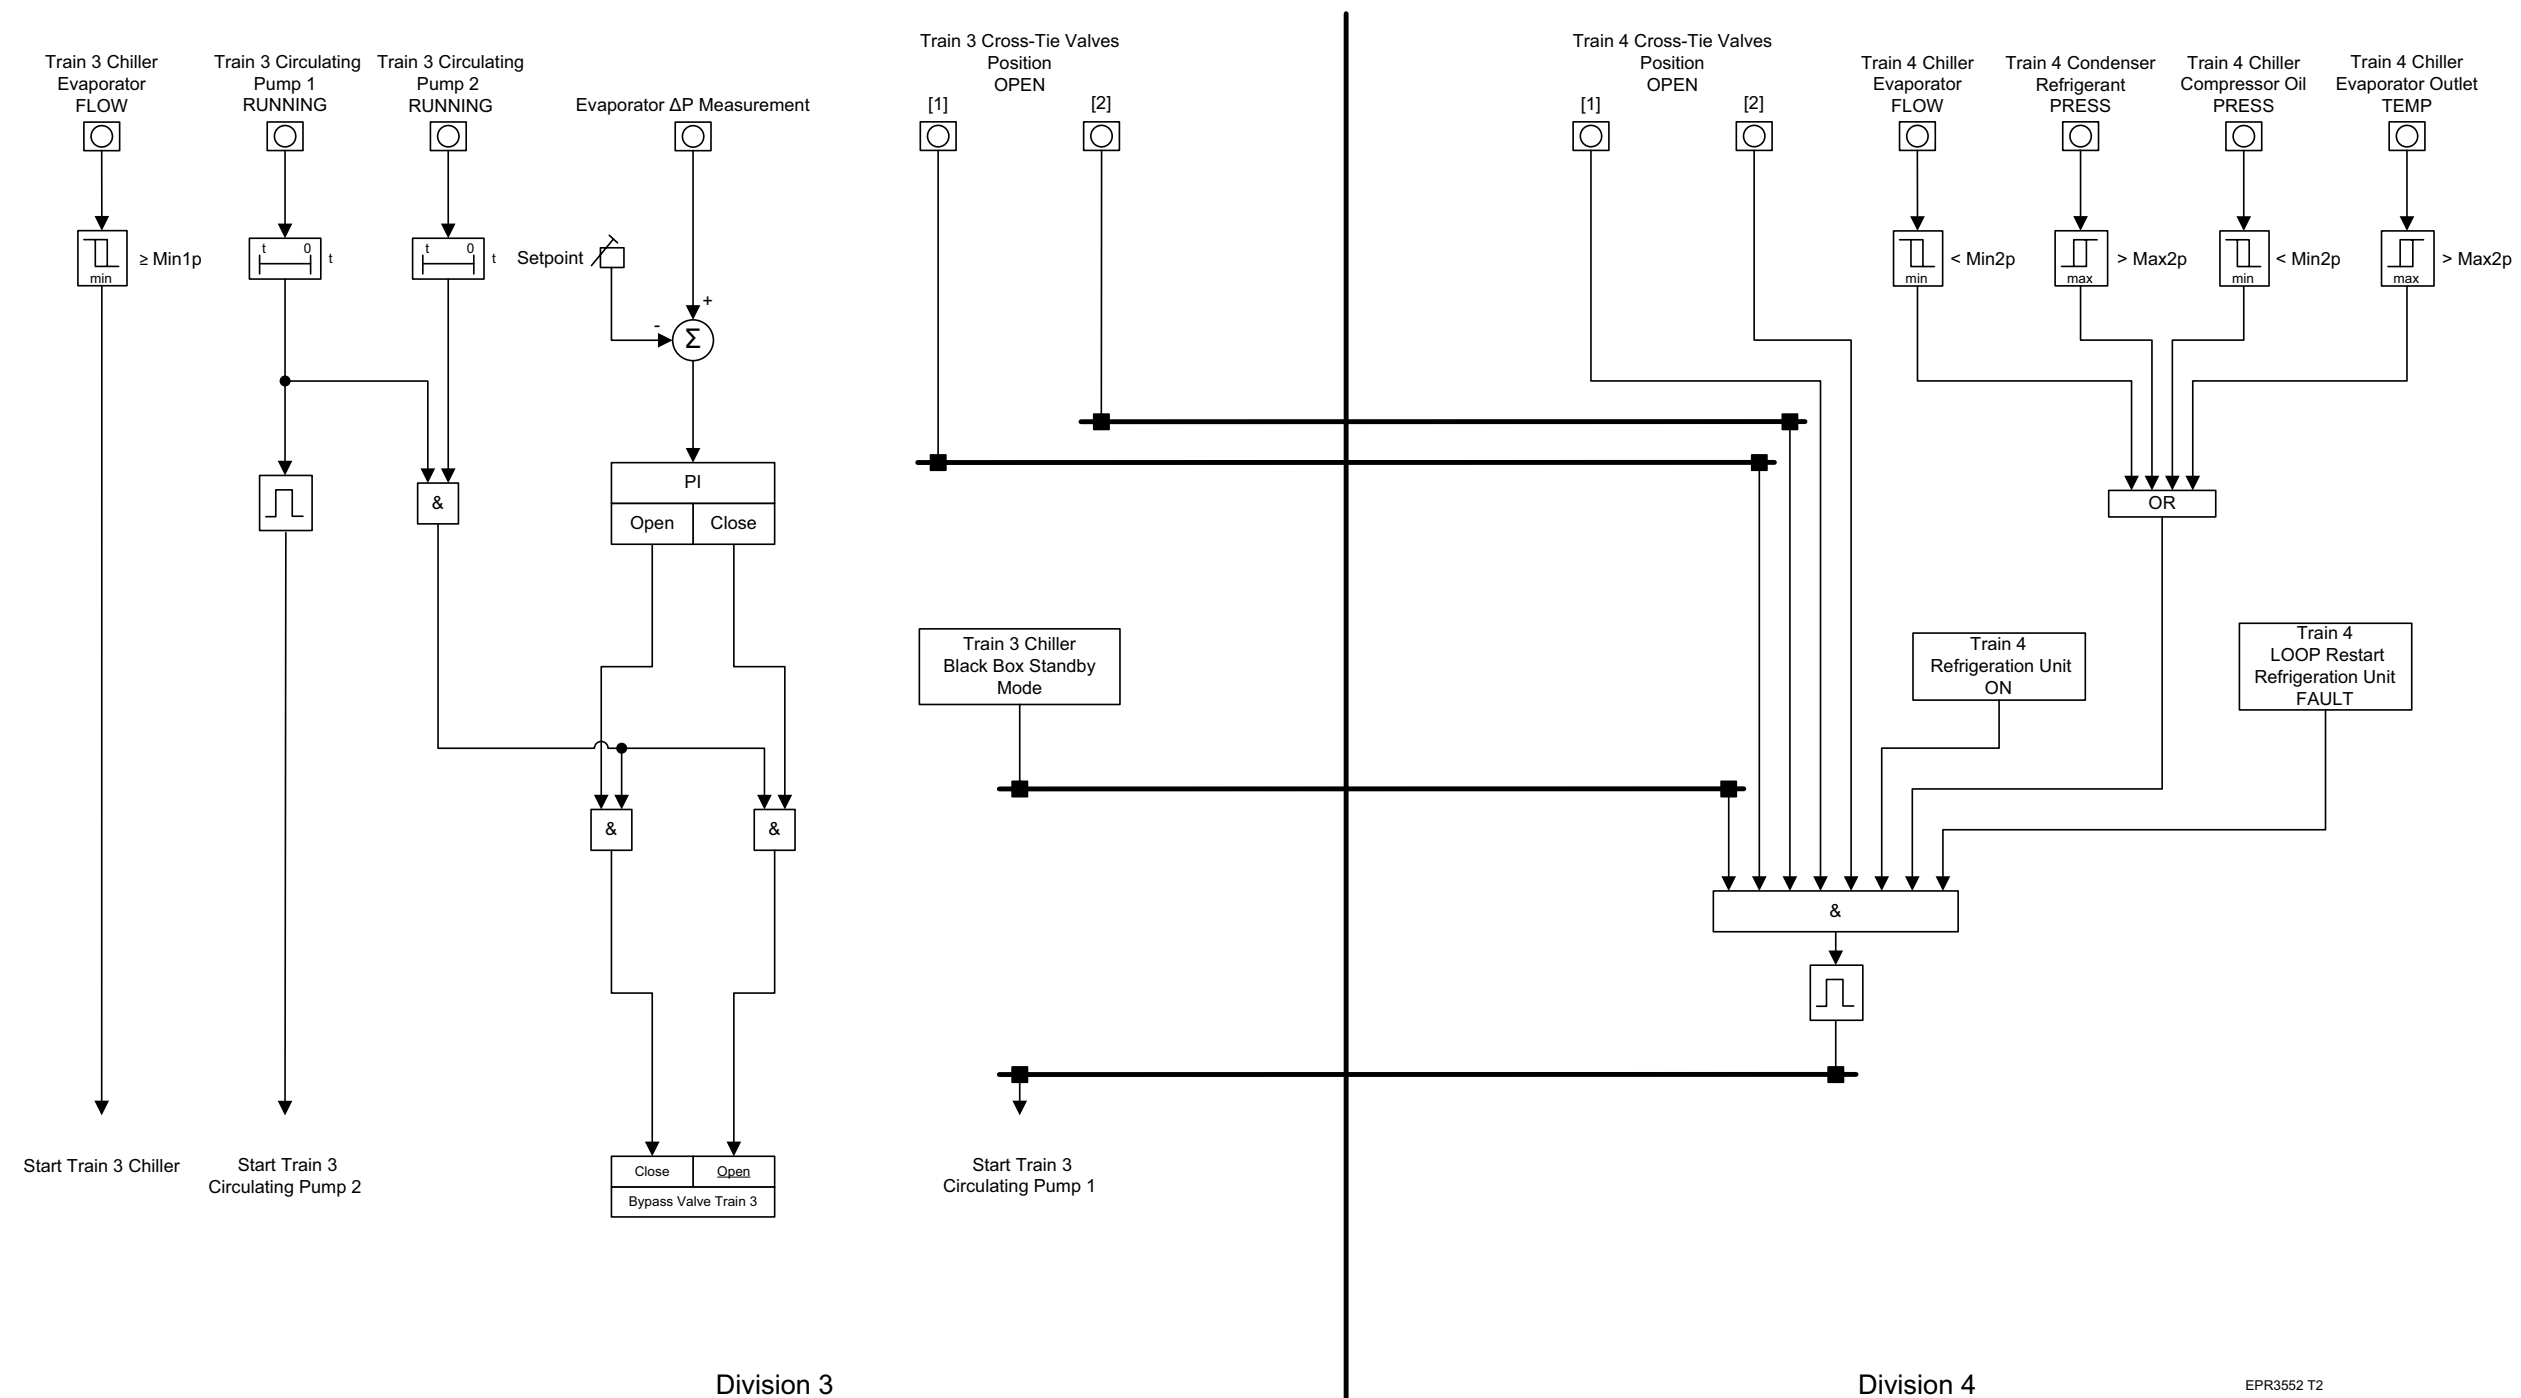 Train 3 Chiller
Evaporator
FLOW
Train 3 Circulating
Pump 1
RUNNING
Train 3 Circulating
Pump 2
RUNNING
Evaporator ΔP Measurement
Train 3 Cross-Tie Valves
Position
OPEN
[1]
[2]
Train 4 Cross-Tie Valves
Position
OPEN
[1]
[2]
Train 4 Chiller
Evaporator
FLOW
Train 4 Condenser
Refrigerant
PRESS
Train 4 Chiller
Compressor Oil
PRESS
Train 4 Chiller
Evaporator Outlet
TEMP
min
≥ Min1p
t 0
t
t 0
t
Setpoint
+
-
Σ
min
< Min2p
max
> Max2p
min
< Min2p
max
> Max2p
&
PI
Open
Close
OR
Train 3 Chiller
Black Box Standby
Mode
Train 4
Refrigeration Unit
ON
Train 4
LOOP Restart
Refrigeration Unit
FAULT
&
&
&
Start Train 3 Chiller
Start Train 3
Circulating Pump 2
Close
Open
Bypass Valve Train 3
Start Train 3
Circulating Pump 1
Division 3
Division 4
EPR3552 T2